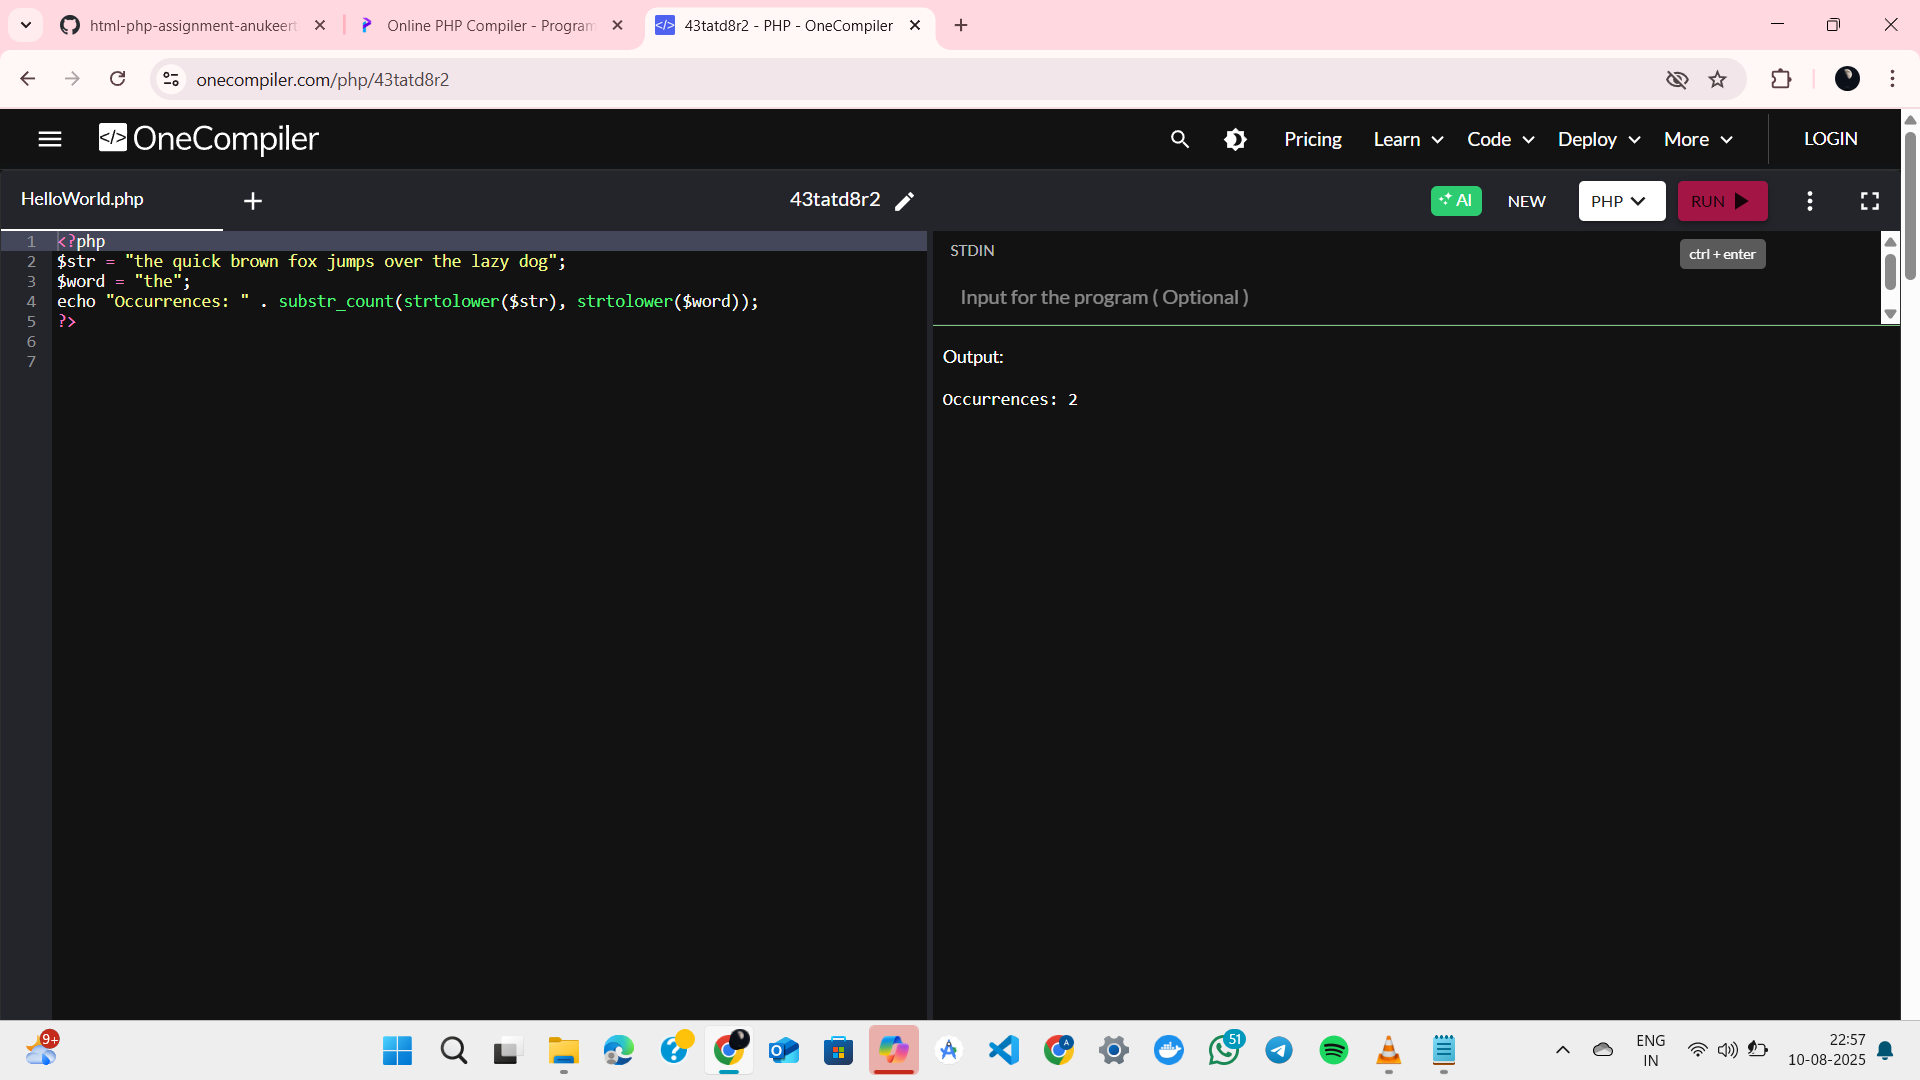 html-php-assignment-anukeert
Online PHP Compiler - Program
43tatd8r2 - PHP - OneCompiler
onecompiler.com/php/43tatd8r2
</> OneCompiler
Pricing
Learn
Code
Deploy
More
LOGIN
HelloWorld.php
43tatd8r2
AI
NEW
PHP
RUN
ctrl + enter
1 <?php
2 $str = "the quick brown fox jumps over the lazy dog";
3 $word = "the";
4 echo "Occurrences: " . substr_count(strtolower($str), strtolower($word));
5 ?>
6
7
STDIN
Input for the program ( Optional )
Output:
Occurrences: 2
9+
51
ENG
IN
22:57
10-08-2025